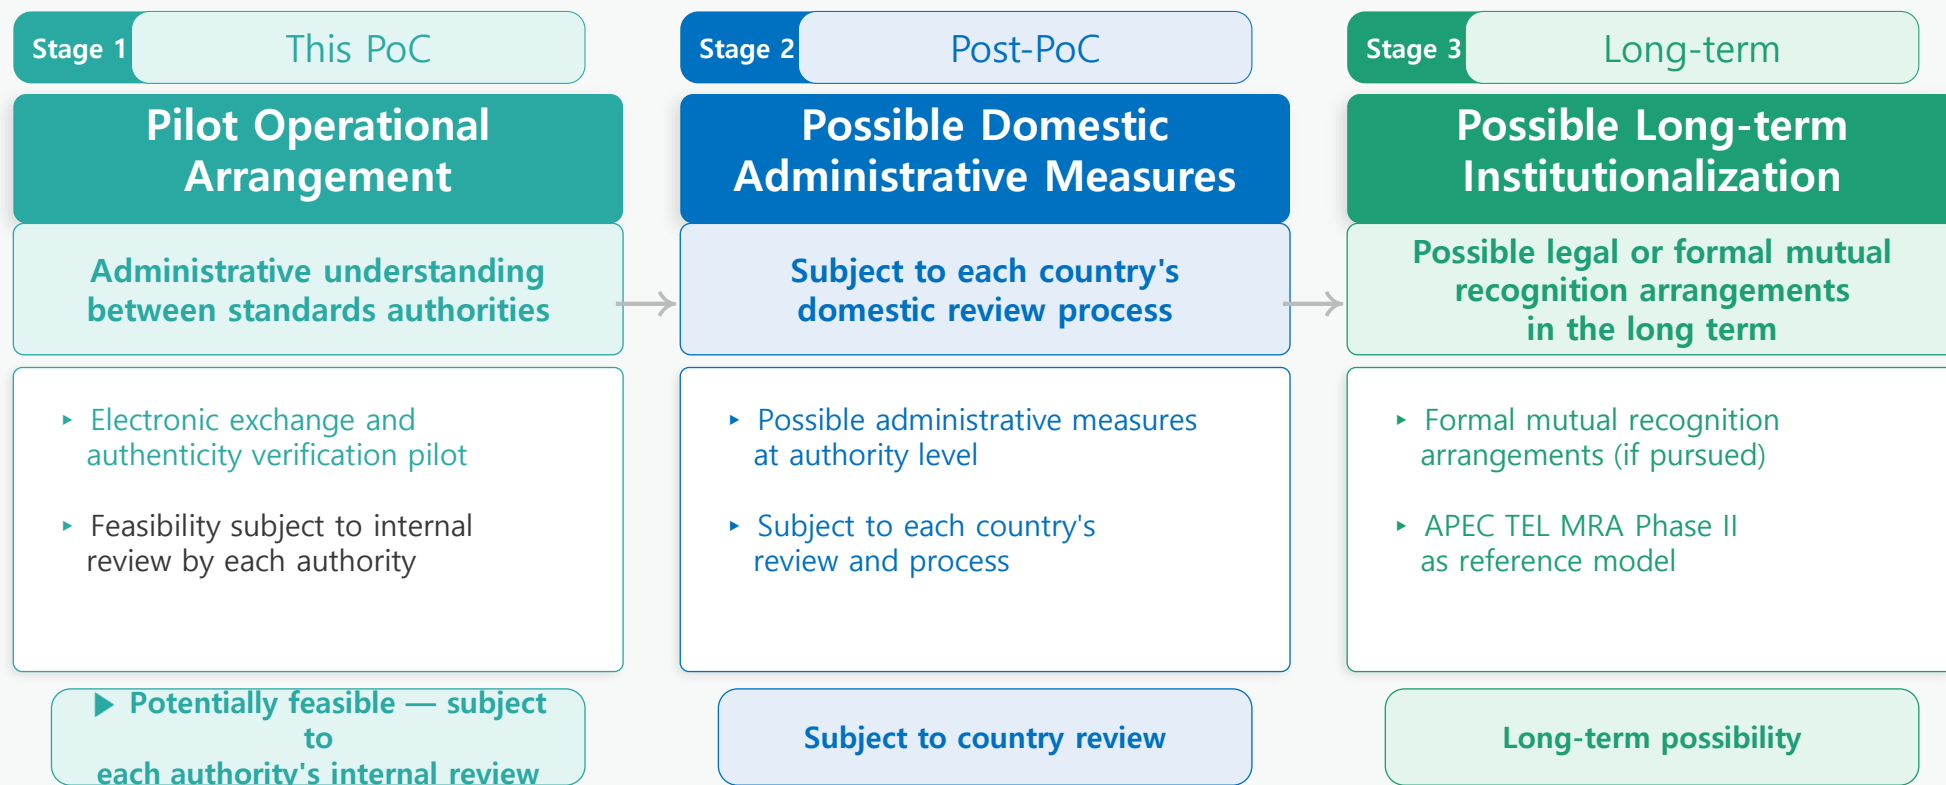 Stage 1
This PoC
Pilot Operational
Arrangement
Administrative understanding
between standards authorities
▸ Electronic exchange and
authenticity verification pilot
▸ Feasibility subject to internal
review by each authority
▶ Potentially feasible — subject
to
each authority's internal review
Stage 2
Post-PoC
Possible Domestic
Administrative Measures
Subject to each country's
domestic review process
▸ Possible administrative measures
at authority level
▸ Subject to each country's
review and process
Subject to country review
Stage 3
Long-term
Possible Long-term
Institutionalization
Possible legal or formal mutual
recognition arrangements
in the long term
▸ Formal mutual recognition
arrangements (if pursued)
▸ APEC TEL MRA Phase II
as reference model
Long-term possibility